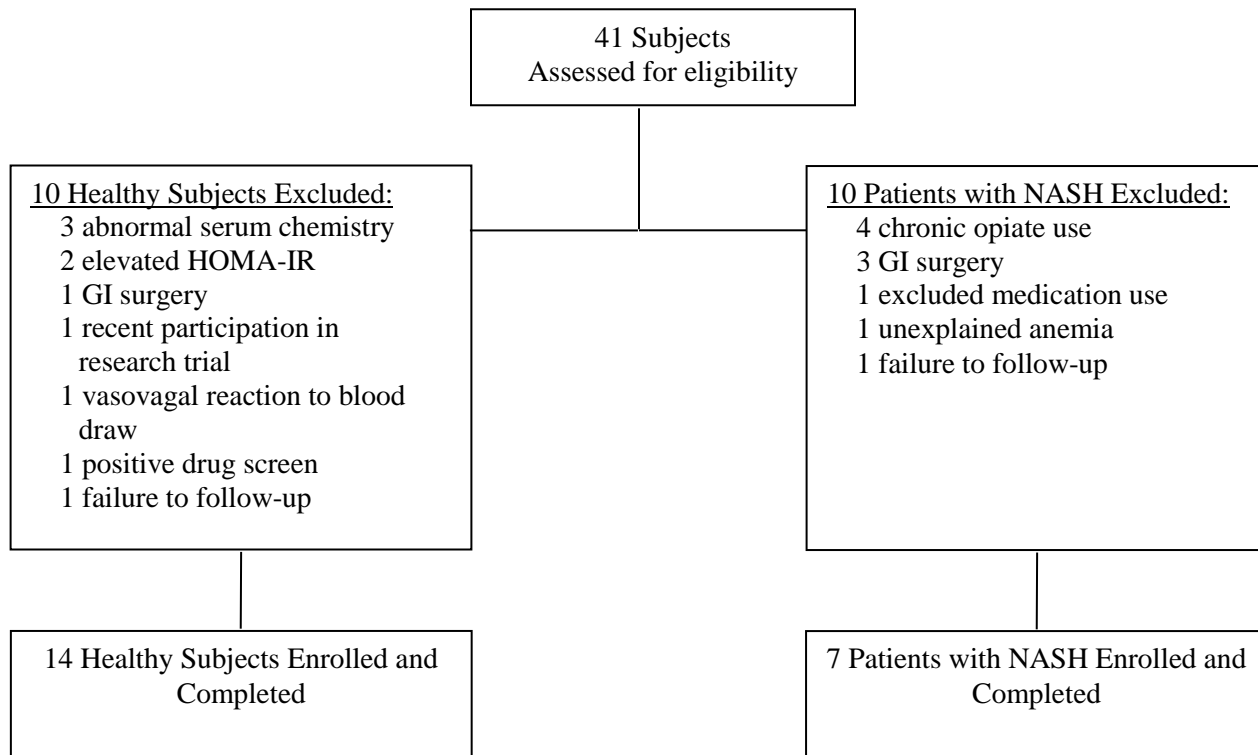 41 Subjects
Assessed for eligibility
10 Healthy Subjects Excluded:
3 abnormal serum chemistry
2 elevated HOMA-IR
1 GI surgery
1 recent participation in
research trial
1 vasovagal reaction to blood
draw
1 positive drug screen
1 failure to follow-up
10 Patients with NASH Excluded:
4 chronic opiate use
3 GI surgery
1 excluded medication use
1 unexplained anemia
1 failure to follow-up
14 Healthy Subjects Enrolled and
Completed
7 Patients with NASH Enrolled and
Completed